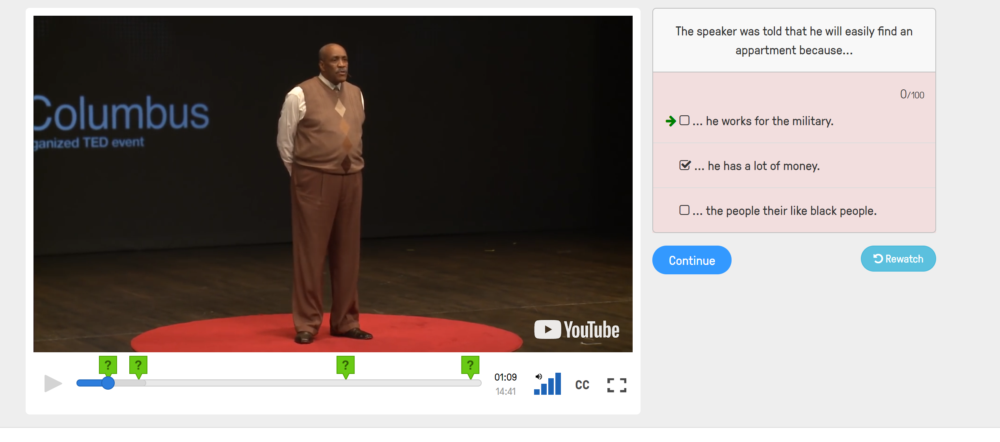 Columbus
ganized TED event
YouTube
?
?
?
?
01:09
14:41
CC
The speaker was told that he will easily find an
appartment because...
0/100
... he works for the military.
... he has a lot of money.
... the people their like black people.
Continue
Rewatch